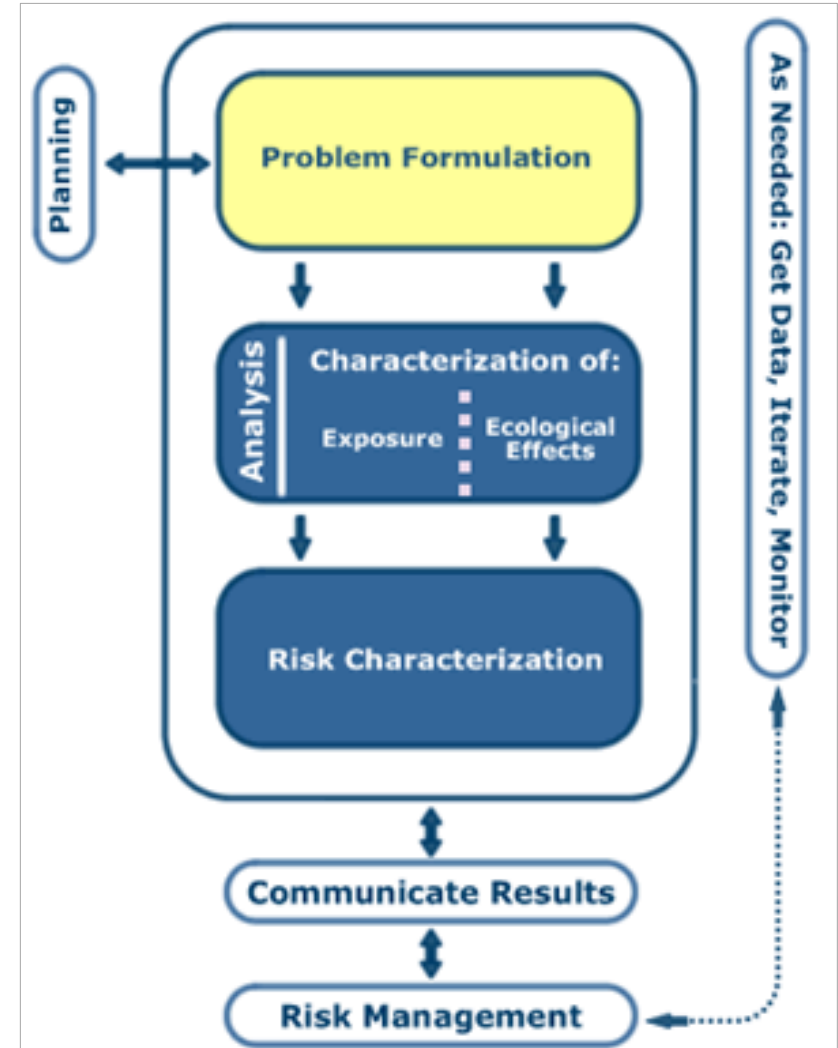 Planning
Problem Formulation
Analysis
Characterization of:
Exposure
Ecological
Effects
Risk Characterization
Communicate Results
Risk Management
As Needed: Get Data, Iterate, Monitor